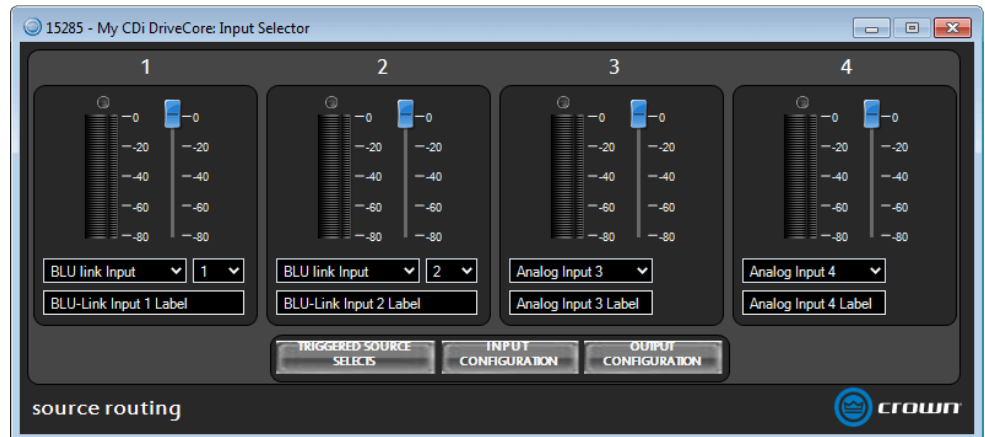 15285 - My CDi DriveCore: Input Selector
1 2 3 4
-0 -0 -0 -0 -0 -0 -0 -0
-20 -20 -20 -20 -20 -20 -20 -20
-40 -40 -40 -40 -40 -40 -40 -40
-60 -60 -60 -60 -60 -60 -60 -60
-80 -80 -80 -80 -80 -80 -80 -80
BLU link Input 1 BLU link Input 2 Analog Input 3 Analog Input 4
BLU-Link Input 1 Label BLU-Link Input 2 Label Analog Input 3 Label Analog Input 4 Label
TRIGGERED SOURCE SELECTS
INPUT CONFIGURATION
OUTPUT CONFIGURATION
source routing
crown